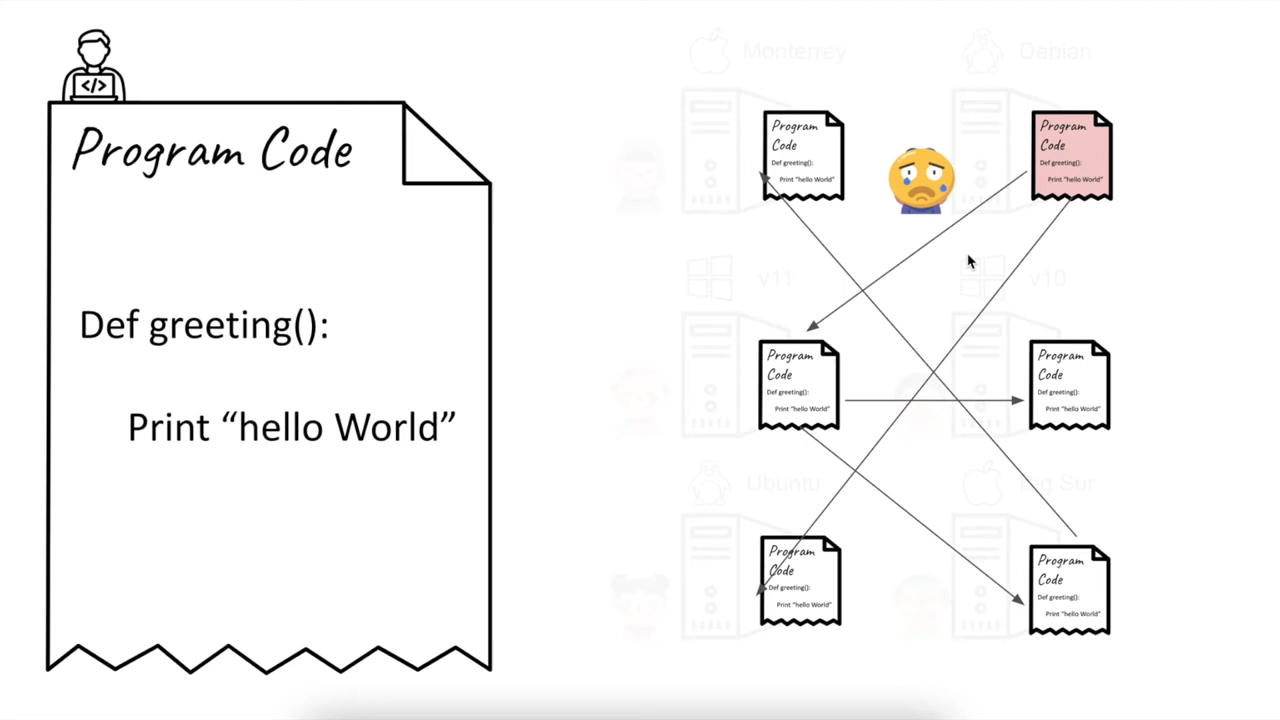 Program Code
Def greeting():
Print “hello World”
Monterrey
Debian
Program
Code
Def greeting():
Print “hello World”
Program
Code
Def greeting():
Print “hello World”
v11
v10
Program
Code
Def greeting():
Print “hello World”
Program
Code
Def greeting():
Print “hello World”
Ubuntu
Big Sur
Program
Code
Def greeting():
Print “hello World”
Program
Code
Def greeting():
Print “hello World”